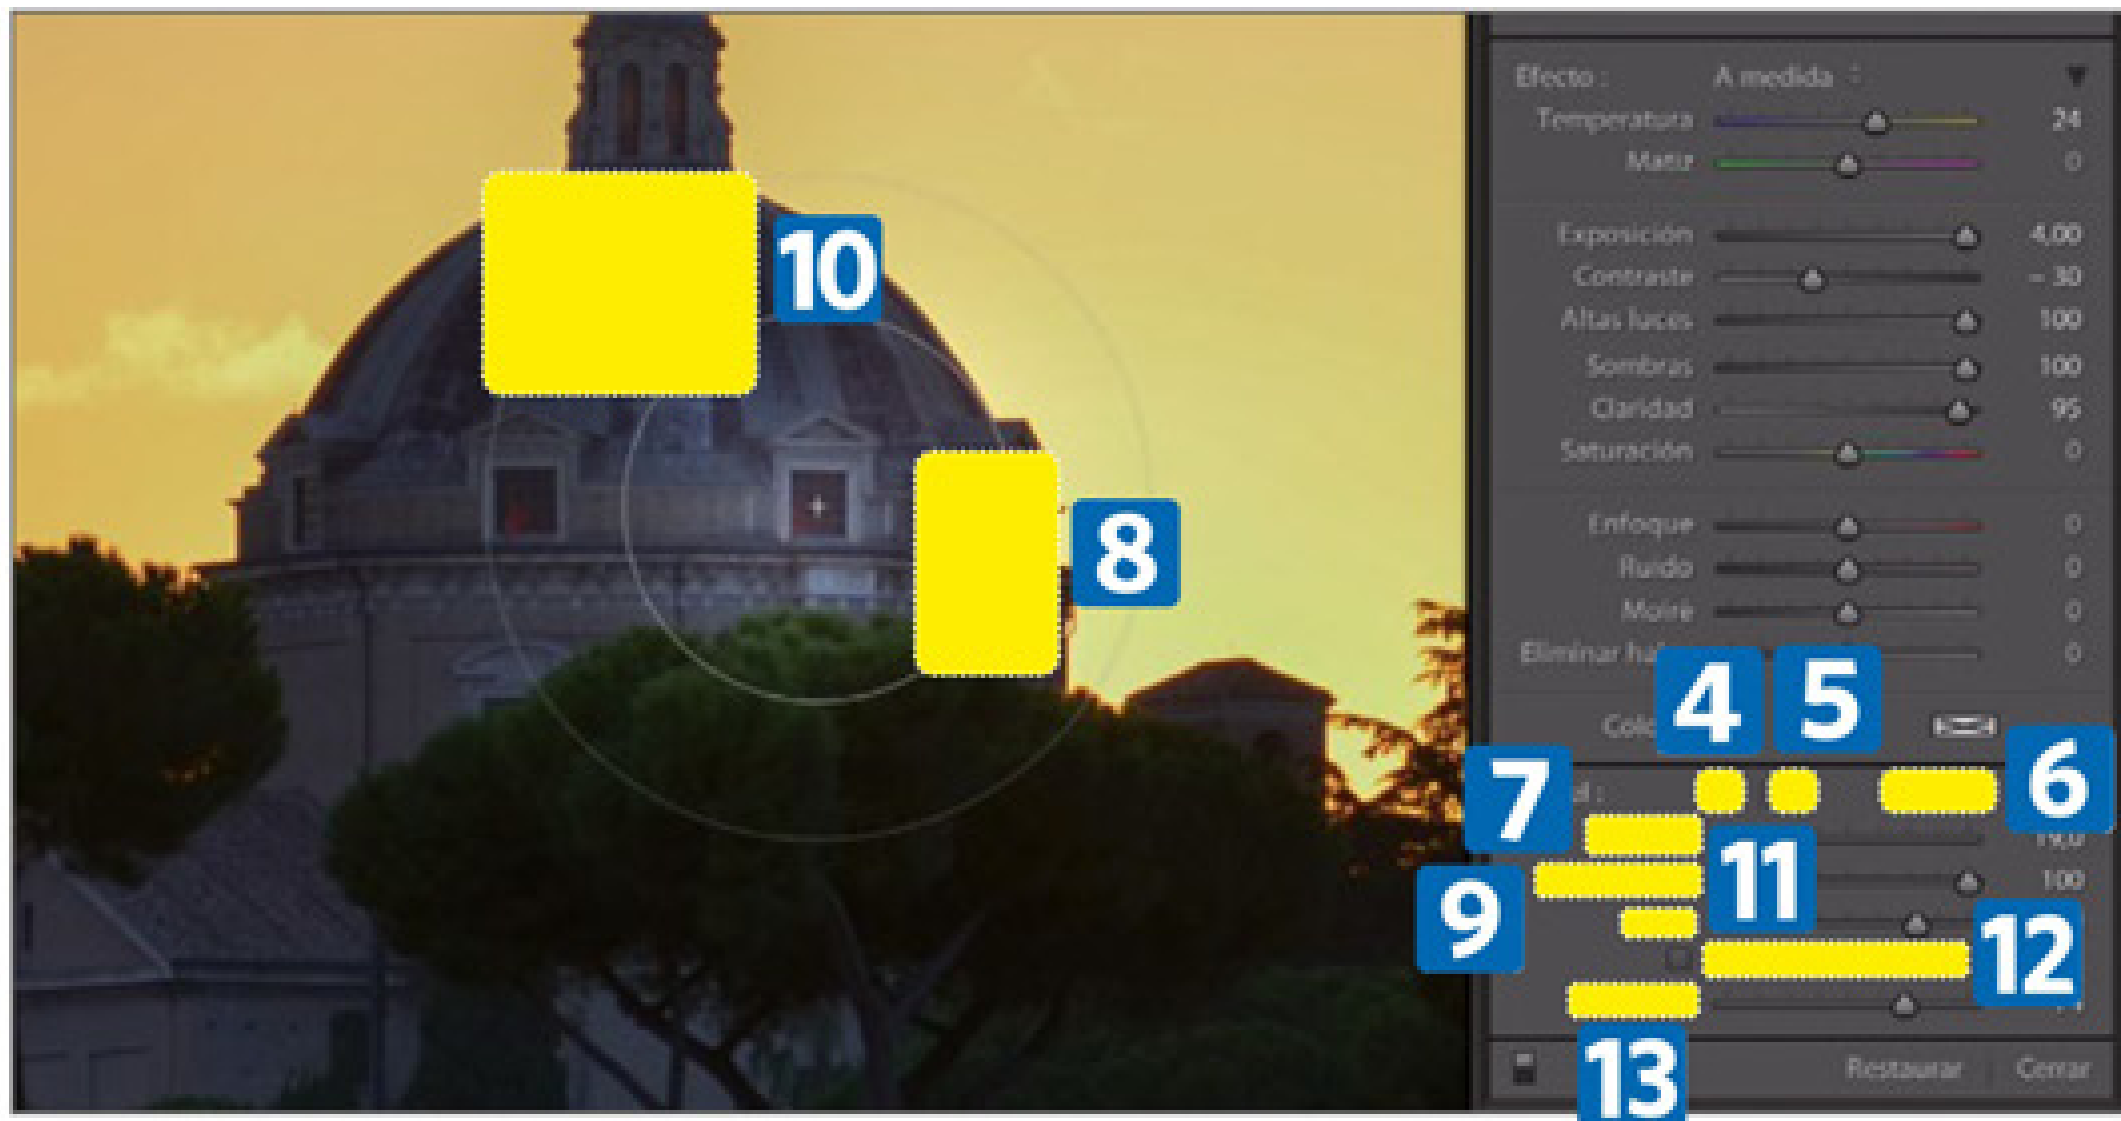 Efecto : A medida
Temperatura 24
Matiz 0
Exposición 4,00
Contraste – 30
Altas luces 100
Sombras 100
Claridad 95
Saturación 0
Enfoque 0
Ruido 0
Moiré 0
Eliminar 0
10
8
4
5
7
6
11
100
9
12
13
Restaurar Cerrar